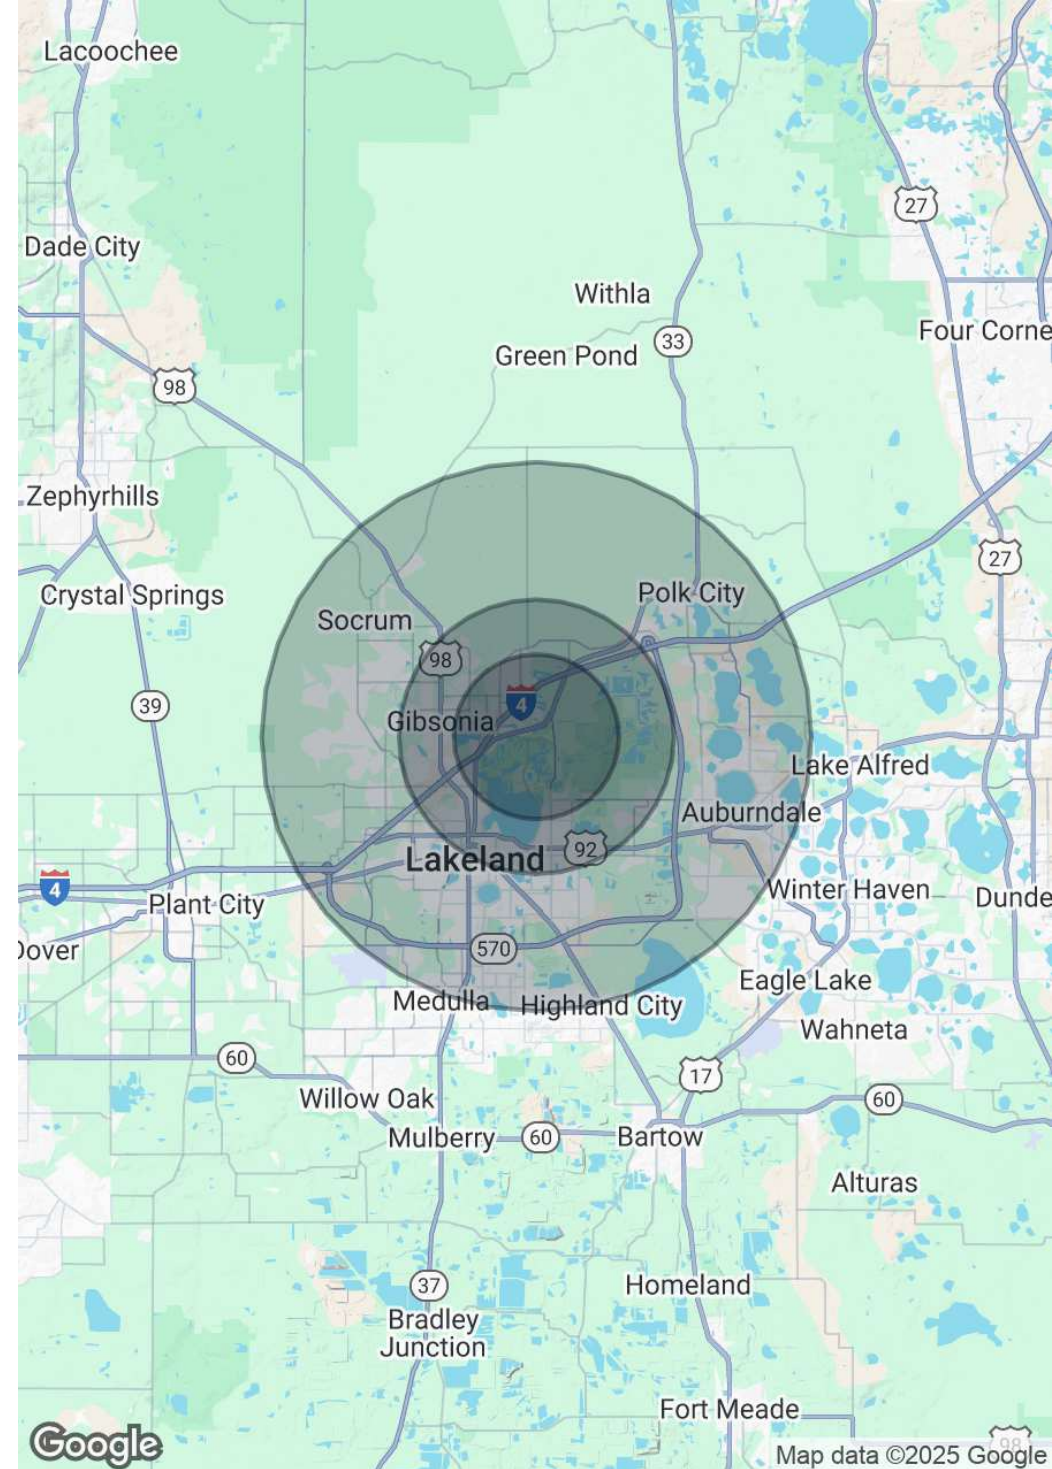 Lacoochee
27
Dade City
Withla
Four Corne
33
Green Pond
98
Zephyrhills
27
Polk City
Crystal Springs
Socrum
98
39
4
Gibsonia
Lake Alfred
Auburndale
92
Lakeland
4
Winter Haven
Dunde
Plant City
570
Dover
Eagle Lake
Medulla
Highland City
Wahneta
60
17
Willow Oak
60
Mulberry
60
Bartow
Alturas
37
Homeland
Bradley
Junction
Fort Meade
98
Google
Map data ©2025 Google